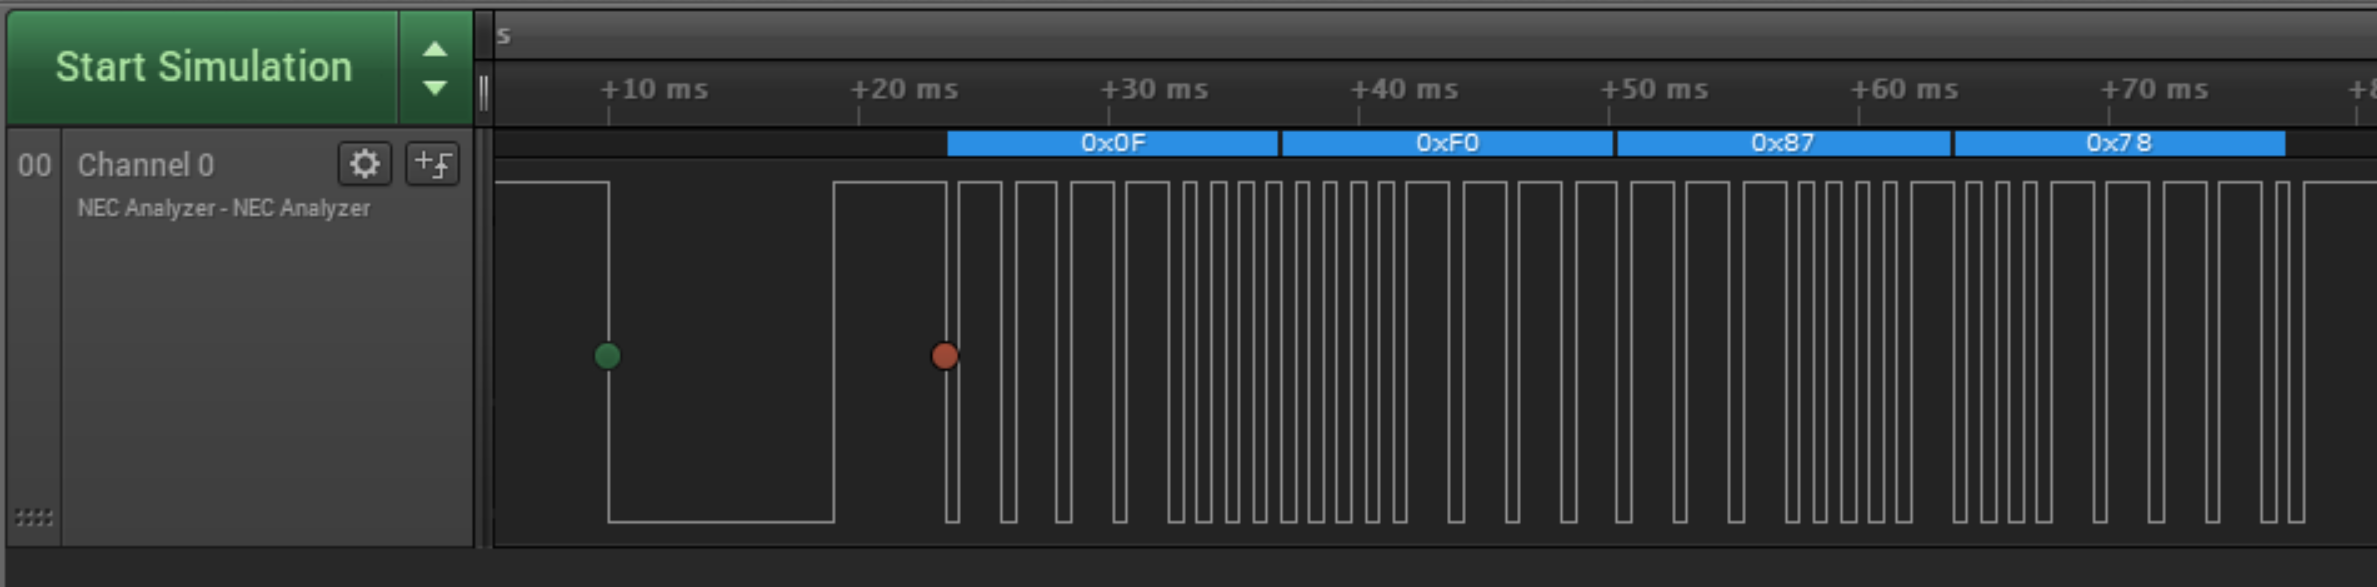 Start Simulation
s
+10 ms +20 ms +30 ms +40 ms +50 ms +60 ms +70 ms +8
0x0F 0xF0 0x87 0x78
00 Channel 0
NEC Analyzer - NEC Analyzer